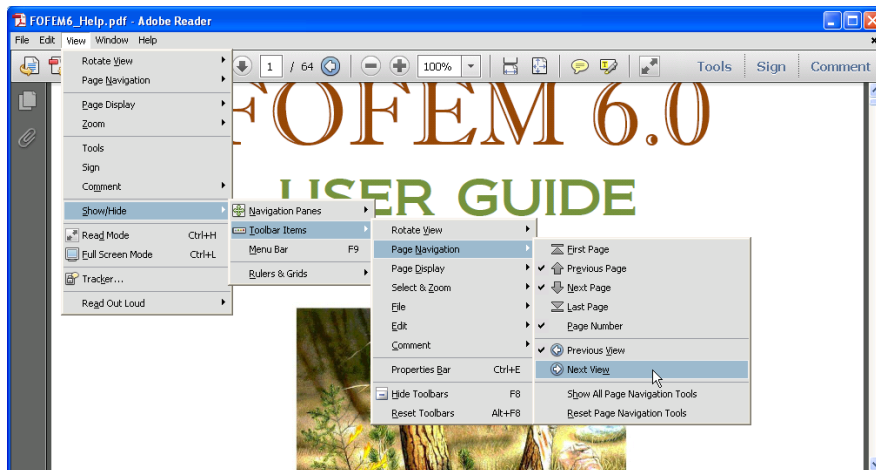 FOFEM6_Help.pdf - Adobe Reader
File Edit View Window Help
1 / 64 100% Tools Sign Comment
FOFEM 6.0
USER GUIDE
Rotate View
Page Navigation
Page Display
Zoom
Tools
Sign
Comment
Show/Hide
Read Mode Ctrl+H
Full Screen Mode Ctrl+L
Tracker...
Read Out Loud
Navigation Panes
Toolbar Items
Menu Bar F9
Rulers & Grids
Rotate View
Page Navigation
Page Display
Select & Zoom
File
Edit
Comment
Properties Bar Ctrl+E
Hide Toolbars F8
Reset Toolbars Alt+F8
First Page
Previous Page
Next Page
Last Page
Page Number
Previous View
Next View
Show All Page Navigation Tools
Reset Page Navigation Tools